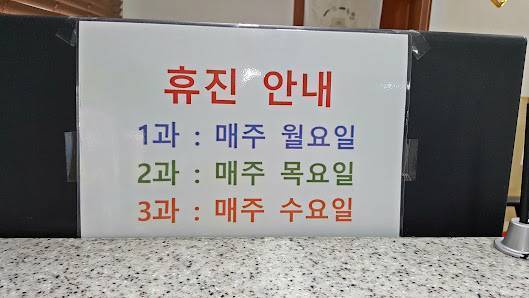 휴진 안내
1과 : 매주 월요일
2과 : 매주 목요일
3과 : 매주 수요일